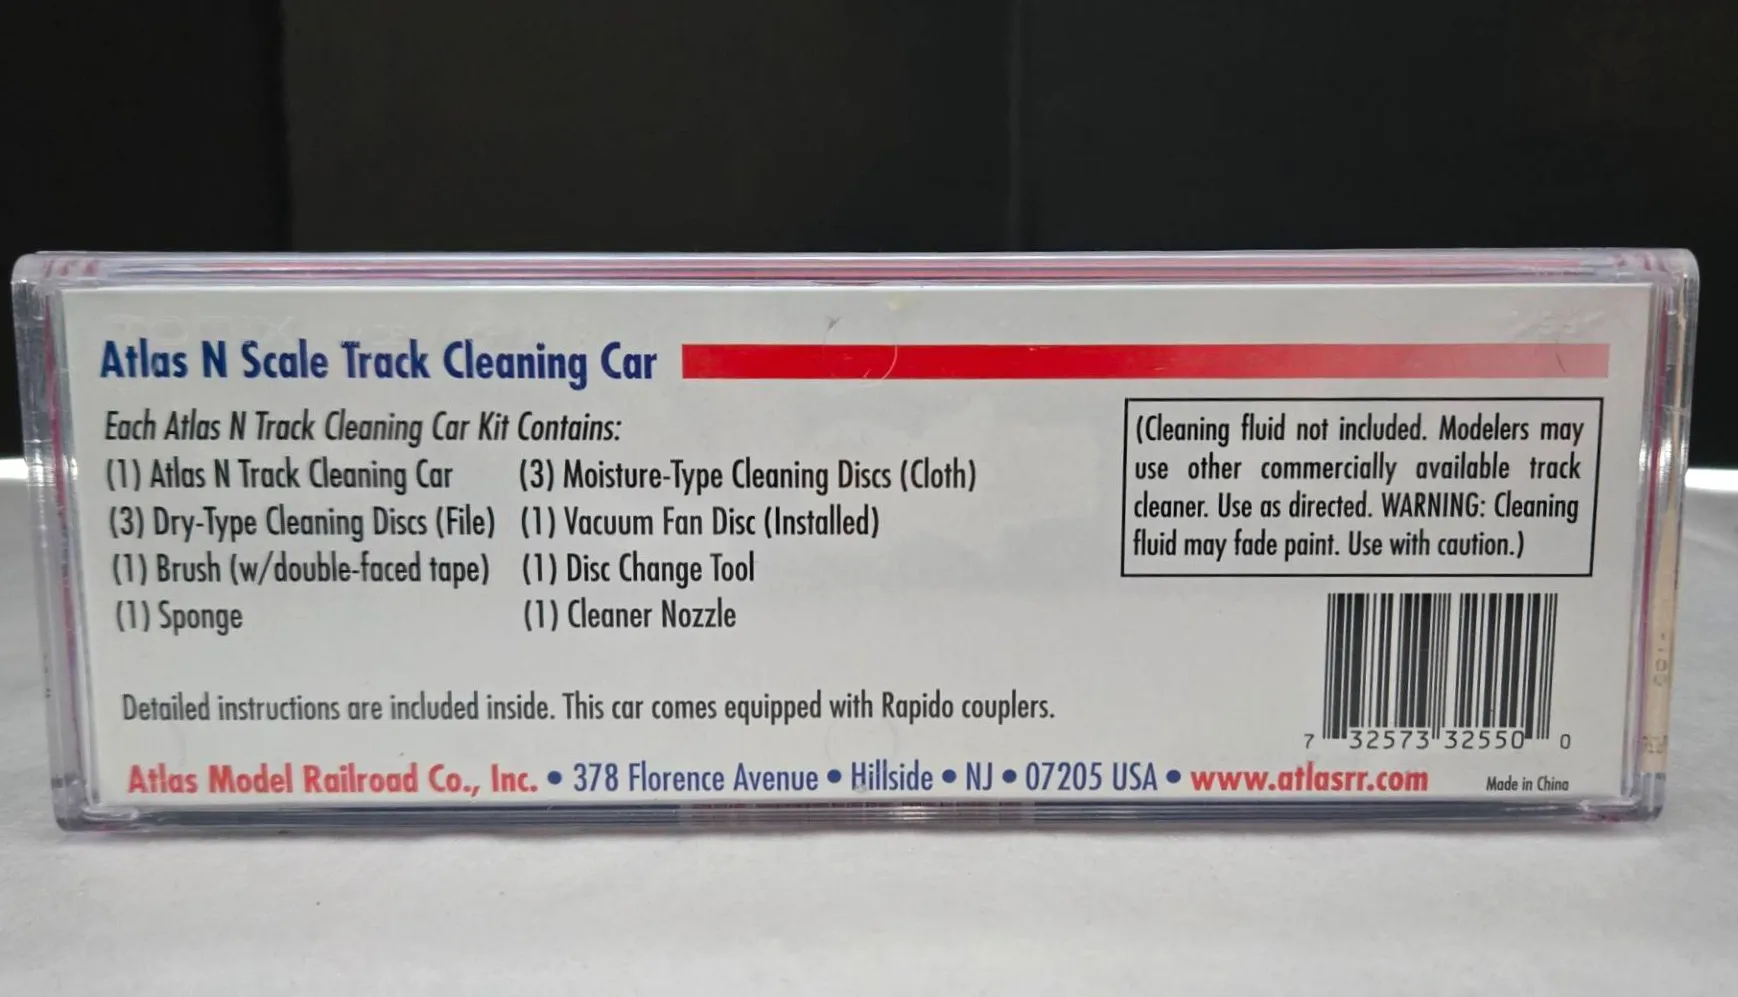 Atlas N Scale Track Cleaning Car
Each Atlas N Track Cleaning Car Kit Contains:
(1) Atlas N Track Cleaning Car
(3) Dry-Type Cleaning Discs (File)
(1) Brush (w/double-faced tape)
(1) Sponge
(3) Moisture-Type Cleaning Discs (Cloth)
(1) Vacuum Fan Disc (Installed)
(1) Disc Change Tool
(1) Cleaner Nozzle
(Cleaning fluid not included. Modelers may
use other commercially available track
cleaner. Use as directed. WARNING: Cleaning
fluid may fade paint. Use with caution.)
Detailed instructions are included inside. This car comes equipped with Rapido couplers.
7 32573 32550 0
Atlas Model Railroad Co., Inc. • 378 Florence Avenue • Hillside • NJ • 07205 USA • www.atlasrr.com
Made in China